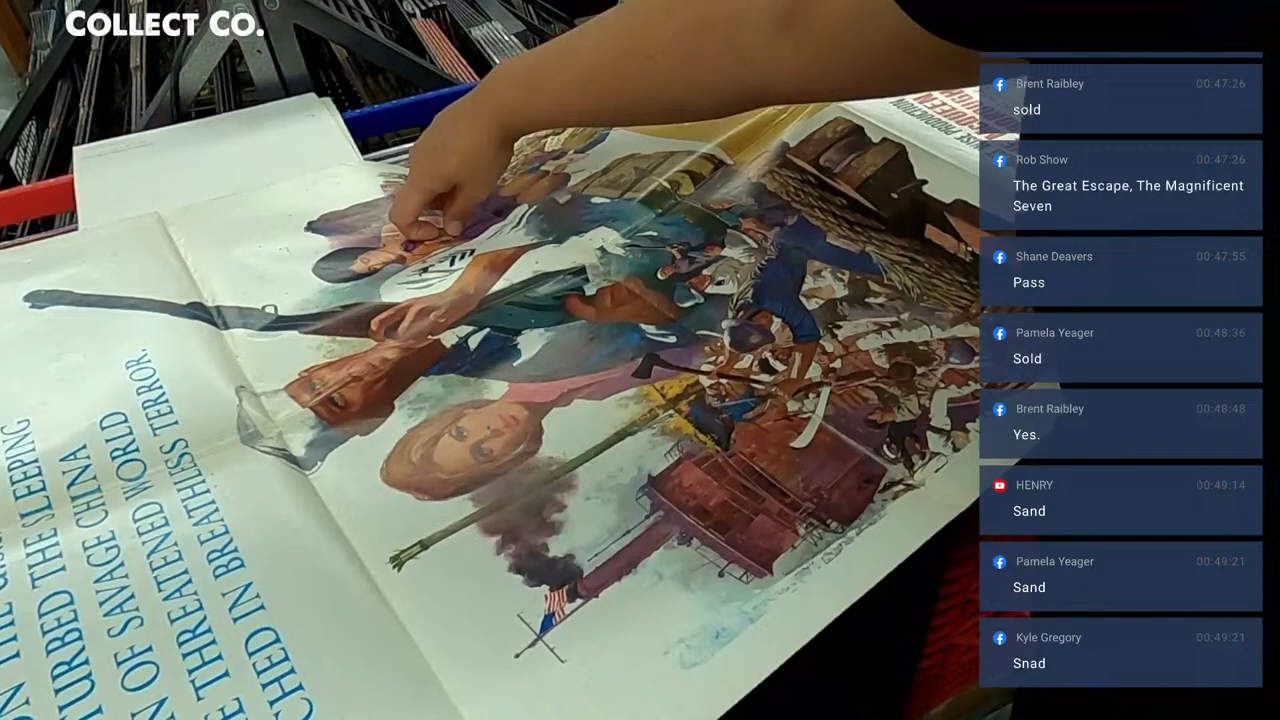 COLLECT CO.
TURBED THE SLEEPING
OF SAVAGE CHINA
THREATENED WORLD
CHED IN BREATHLESS TERROR.
USE PRODUCTION
Brent Raibley 00:47:26
sold
Rob Show 00:47:26
The Great Escape, The Magnificent
Seven
Shane Deavers 00:47:55
Pass
Pamela Yeager 00:48:36
Sold
Brent Raibley 00:48:48
Yes.
HENRY 00:49:14
Sand
Pamela Yeager 00:49:21
Sand
Kyle Gregory 00:49:21
Snad